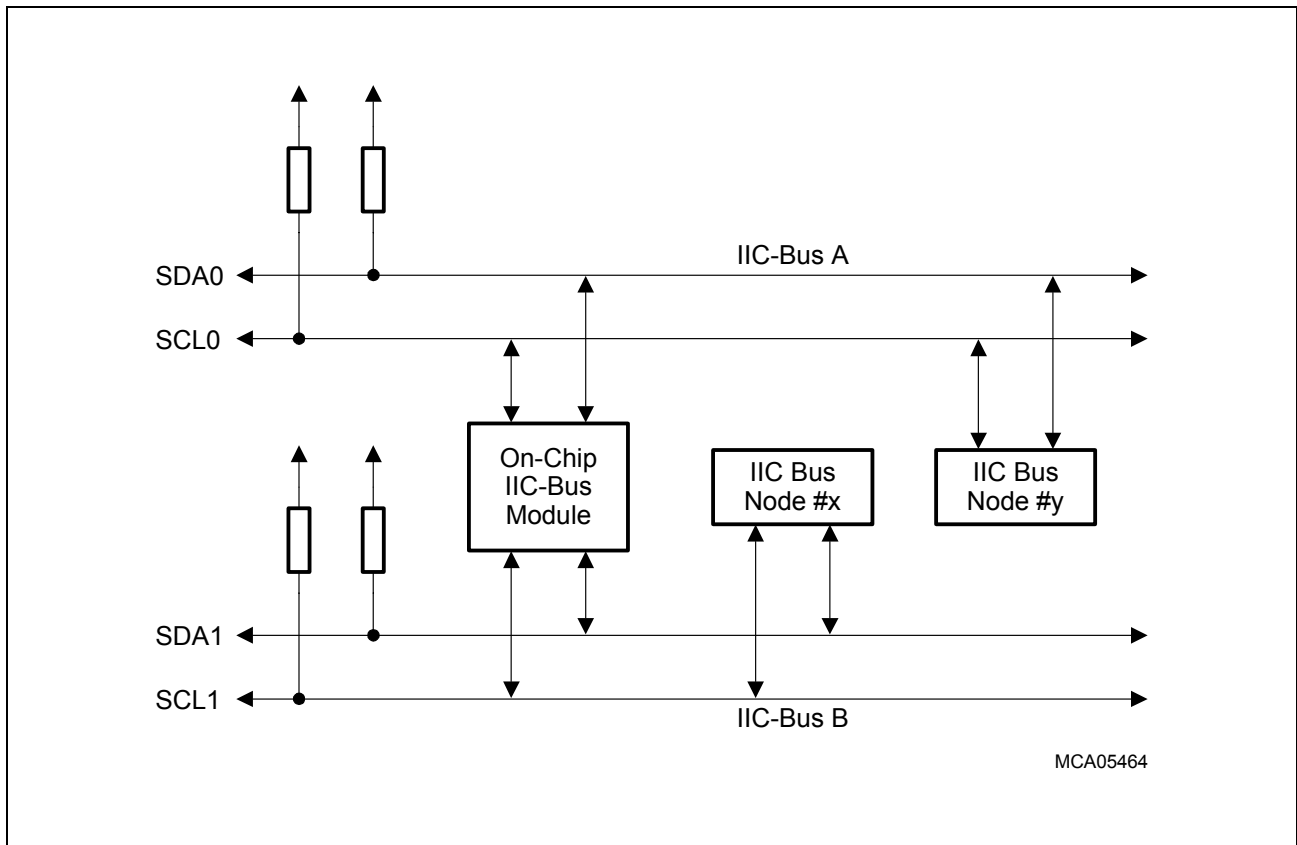 IIC-Bus A
SDA0
SCL0
On-Chip
IIC-Bus
Module
IIC Bus
Node #x
IIC Bus
Node #y
SDA1
SCL1
IIC-Bus B
MCA05464